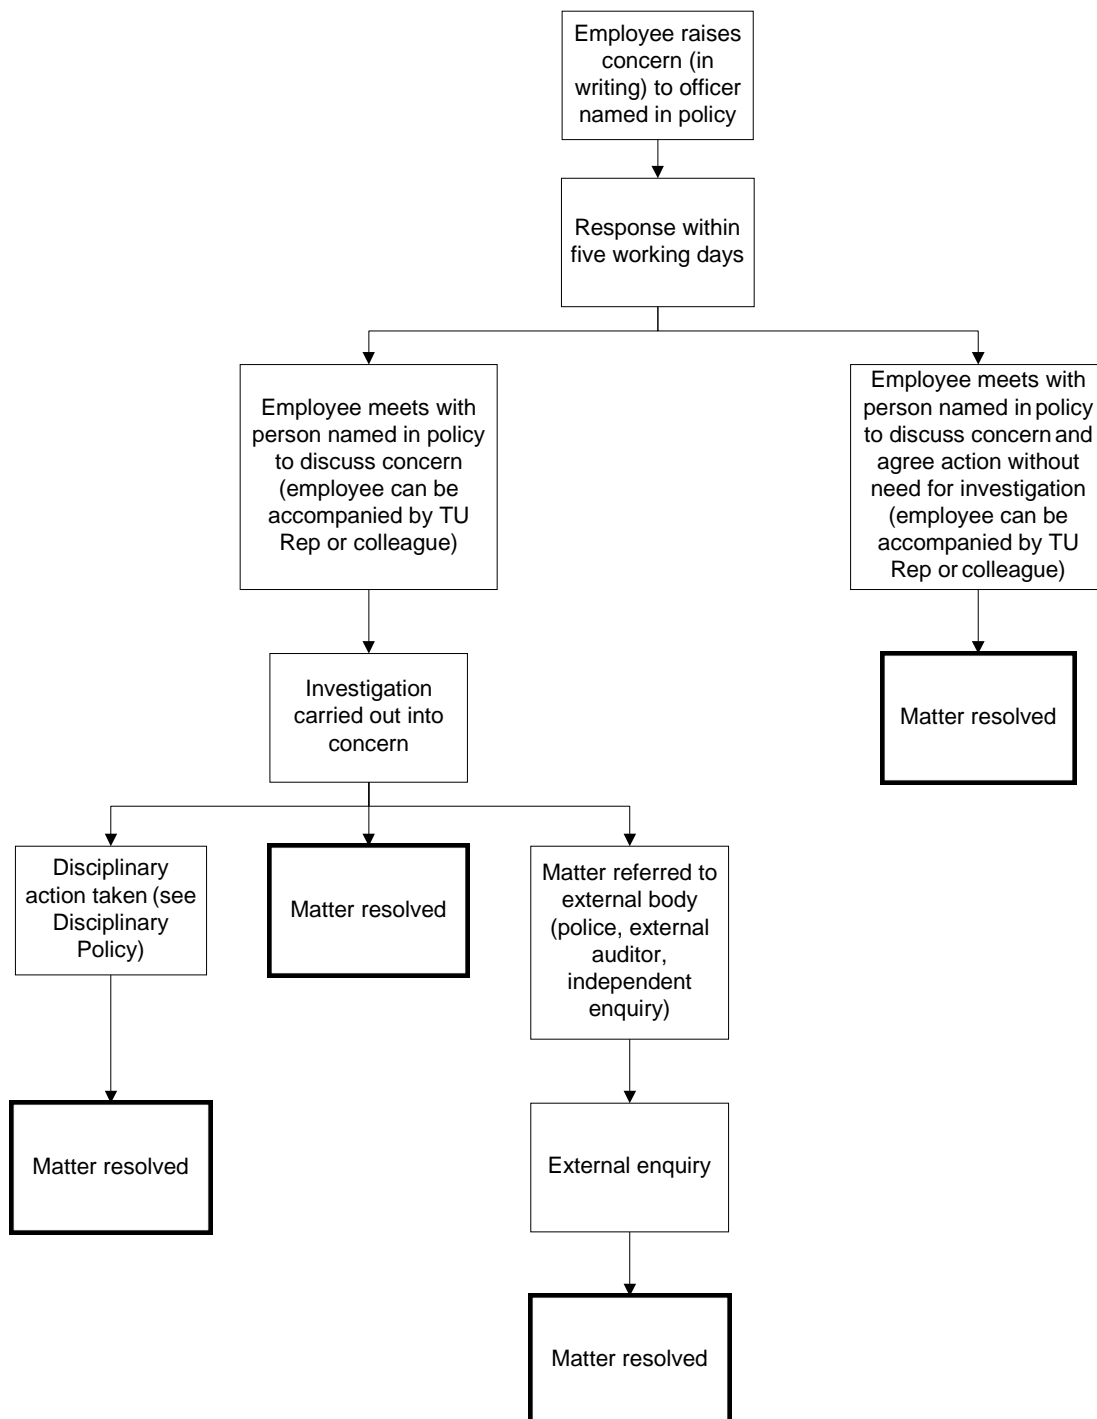 Employee raises
concern (in
writing) to officer
named in policy
Response within
five working days
Employee meets with
person named in policy
to discuss concern
(employee can be
accompanied by TU
Rep or colleague)
Employee meets with
person named in policy
to discuss concern and
agree action without
need for investigation
(employee can be
accompanied by TU
Rep or colleague)
Investigation
carried out into
concern
Matter resolved
Disciplinary
action taken (see
Disciplinary
Policy)
Matter resolved
Matter referred to
external body
(police, external
auditor,
independent
enquiry)
Matter resolved
External enquiry
Matter resolved